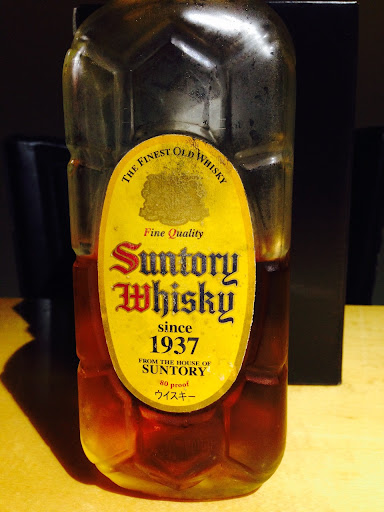 THE FINEST OLD WHISKY
Fine Quality
Suntory
Whisky
since
1937
FROM THE HOUSE OF
SUNTORY
80 proof
ウイスキー